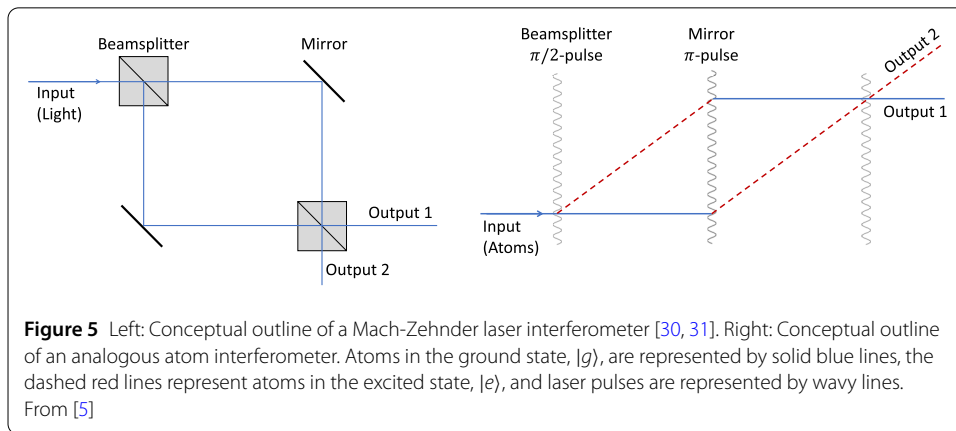 Beamsplitter
Mirror
Input
(Light)
Output 1
Output 2
Beamsplitter
π/2-pulse
Mirror
π-pulse
Output 2
Output 1
Input
(Atoms)
Figure 5 Left: Conceptual outline of a Mach-Zehnder laser interferometer [30, 31]. Right: Conceptual outline
of an analogous atom interferometer. Atoms in the ground state, |g⟩, are represented by solid blue lines, the
dashed red lines represent atoms in the excited state, |e⟩, and laser pulses are represented by wavy lines.
From [5]